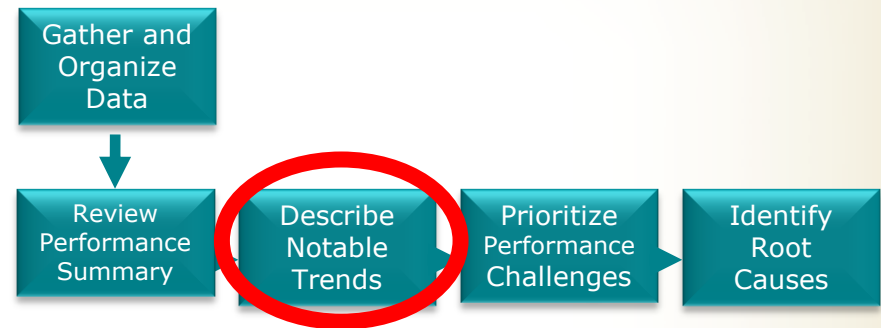 Gather and
Organize
Data
Review
Performance
Summary
Describe
Notable
Trends
Prioritize
Performance
Challenges
Identify
Root
Causes